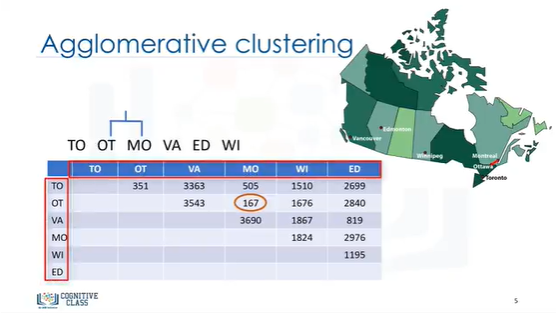 Agglomerative clustering
Edmonton
Vancouver
Winnipeg
Montreal
Ottawa
Toronto
TO OT MO VA ED WI
TO OT VA MO WI ED
TO 351 3363 505 1510 2699
OT 3543 167 1676 2840
VA 3690 1867 819
MO 1824 2976
WI 1195
ED
COGNITIVE
CLASS
5